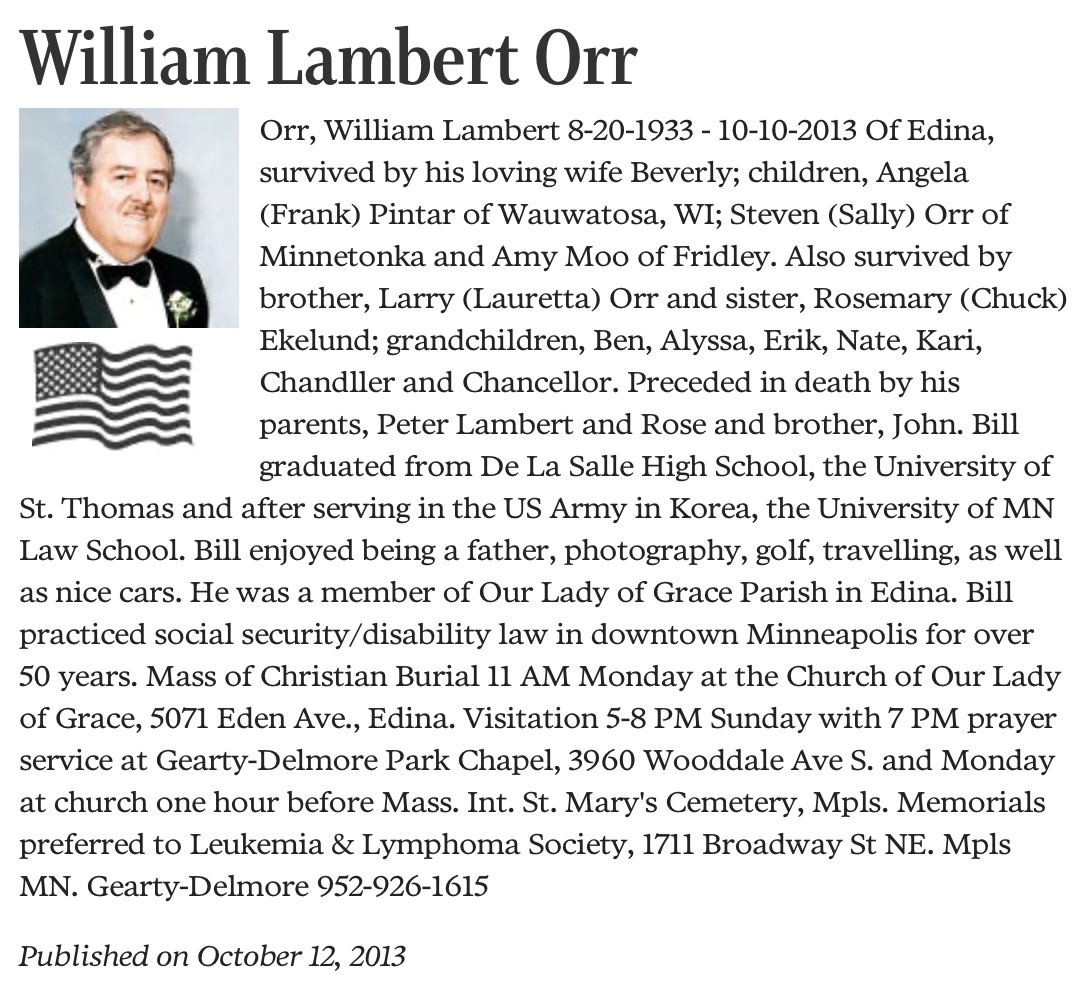 William Lambert Orr
Orr, William Lambert 8-20-1933 - 10-10-2013 Of Edina,
survived by his loving wife Beverly; children, Angela
(Frank) Pintar of Wauwatosa, WI; Steven (Sally) Orr of
Minnetonka and Amy Moo of Fridley. Also survived by
brother, Larry (Lauretta) Orr and sister, Rosemary (Chuck)
Ekelund; grandchildren, Ben, Alyssa, Erik, Nate, Kari,
Chandller and Chancellor. Preceded in death by his
parents, Peter Lambert and Rose and brother, John. Bill
graduated from De La Salle High School, the University of
St. Thomas and after serving in the US Army in Korea, the University of MN
Law School. Bill enjoyed being a father, photography, golf, travelling, as well
as nice cars. He was a member of Our Lady of Grace Parish in Edina. Bill
practiced social security/disability law in downtown Minneapolis for over
50 years. Mass of Christian Burial 11 AM Monday at the Church of Our Lady
of Grace, 5071 Eden Ave., Edina. Visitation 5-8 PM Sunday with 7 PM prayer
service at Gearty-Delmore Park Chapel, 3960 Wooddale Ave S. and Monday
at church one hour before Mass. Int. St. Mary's Cemetery, Mpls. Memorials
preferred to Leukemia & Lymphoma Society, 1711 Broadway St NE. Mpls
MN. Gearty-Delmore 952-926-1615
Published on October 12, 2013